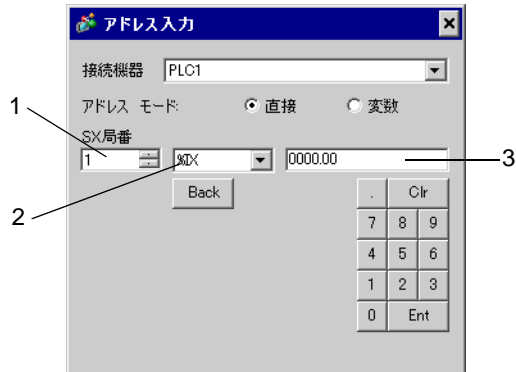 アドレス入力
接続機器 PLC1
アドレス モード: 直接 変数
1
SX局番
1 %IX 0000.00 3
Back . Clr
2
7 8 9
4 5 6
1 2 3
0 Ent